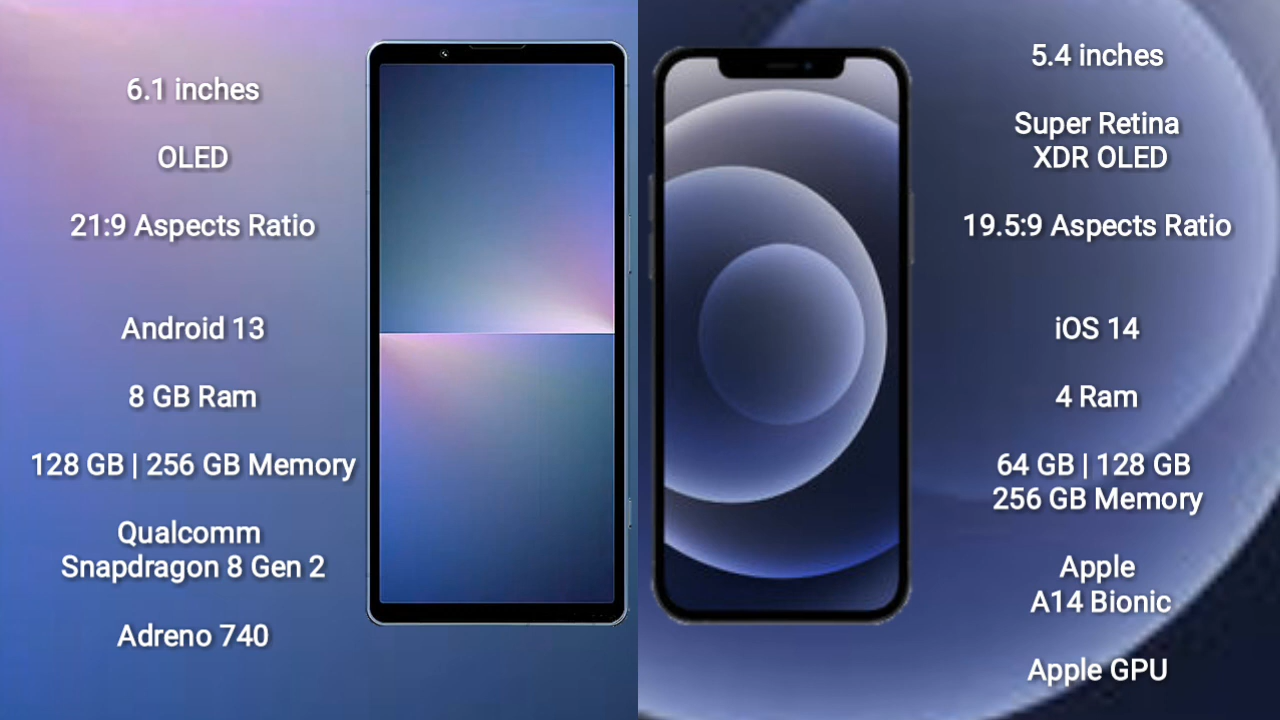 6.1 inches
OLED
21:9 Aspects Ratio
Android 13
8 GB Ram
128 GB | 256 GB Memory
Qualcomm
Snapdragon 8 Gen 2
Adreno 740
5.4 inches
Super Retina
XDR OLED
19.5:9 Aspects Ratio
iOS 14
4 Ram
64 GB | 128 GB
256 GB Memory
Apple
A14 Bionic
Apple GPU